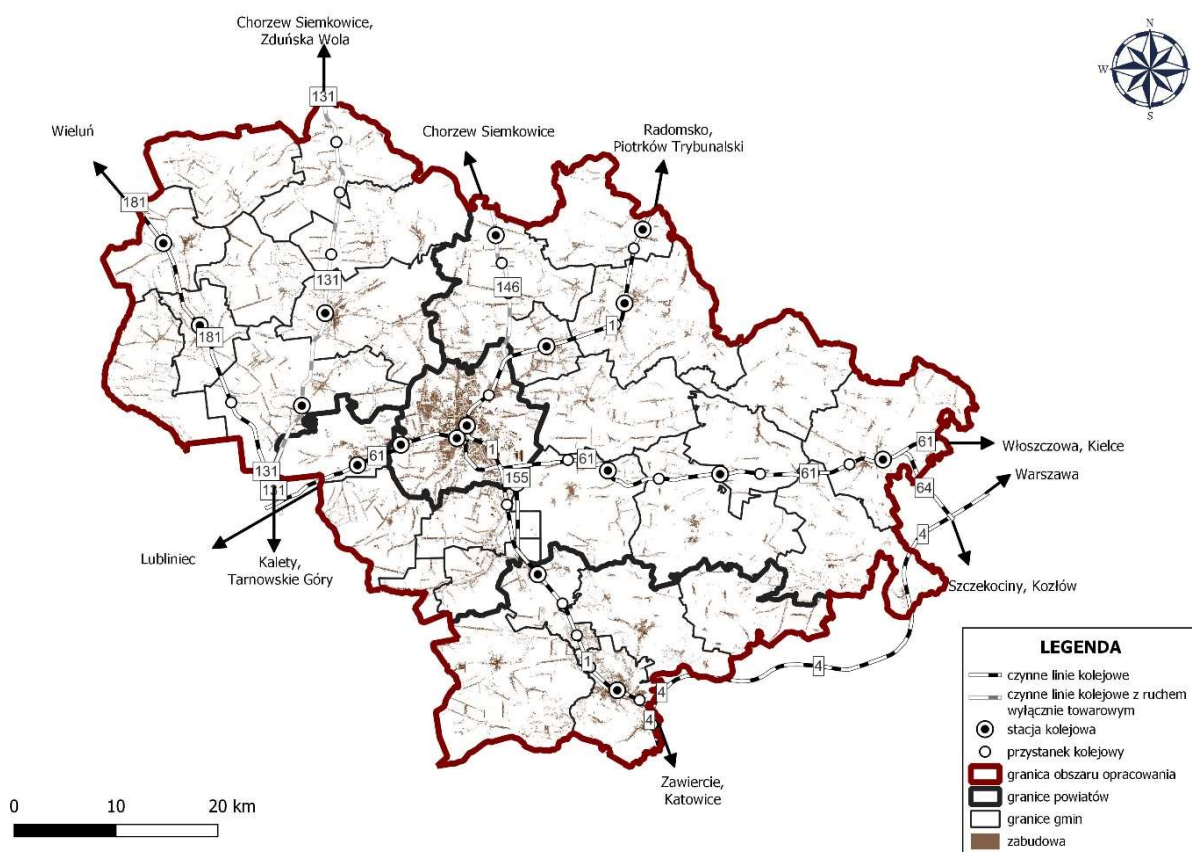 Chorzew Siemkowice,
Zduńska Wola
N
W
E
S
131
Wieluń
Chorzew Siemkowice
Radomsko,
Piotrków Trybunalski
181
131
146
181
1
61
1
61
155
61
61
Włoszczowa, Kielce
131
131
64
Warszawa
4
Lubliniec
Kalety,
Tarnowskie Góry
Szczekociny, Kozłów
1
4
4
4
Zawiercie,
Katowice
0
10
20 km
LEGENDA
czynne linie kolejowe
czynne linie kolejowe z ruchem
wyłącznie towarowym
stacja kolejowa
przystanek kolejowy
granica obszaru opracowania
granice powiatów
granice gmin
zabudowa